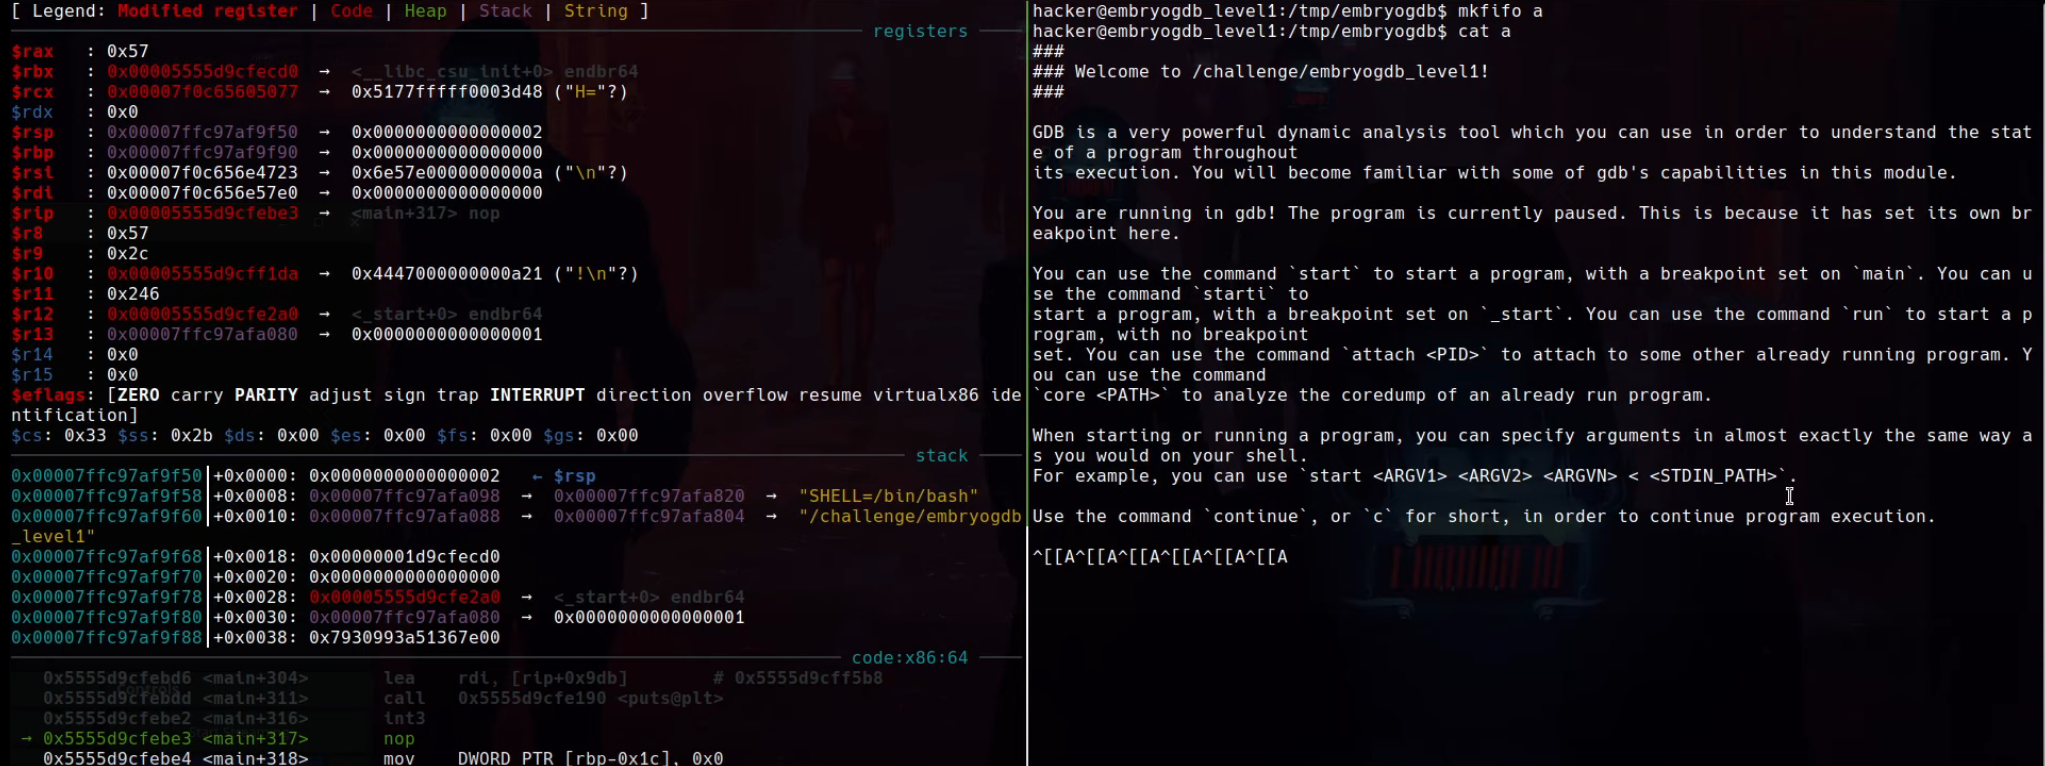 [ Legend: Modified register | Code | Heap | Stack | String ]
registers
$rax   : 0x57
$rbx   : 0x00005555d9cfecd0  →  <__libc_csu_init+0> endbr64
$rcx   : 0x00007f0c65605077  →  0x5177fffff0003d48 ("H="?)
$rdx   : 0x0
$rsp   : 0x00007ffc97af9f50  →  0x0000000000000002
$rbp   : 0x00007ffc97af9f90  →  0x0000000000000000
$rsi   : 0x00007f0c656e4723  →  0x6e57e0000000000a ("\n"?)
$rdi   : 0x00007f0c656e57e0  →  0x0000000000000000
$rip   : 0x00005555d9cfebe3  →  <main+317> nop
$r8    : 0x57
$r9    : 0x2c
$r10   : 0x00005555d9cff1da  →  0x4447000000000a21 ("!\n"?)
$r11   : 0x246
$r12   : 0x00005555d9cfe2a0  →  <_start+0> endbr64
$r13   : 0x00007ffc97afa080  →  0x0000000000000001
$r14   : 0x0
$r15   : 0x0
$eflags: [ZERO carry PARITY adjust sign trap INTERRUPT direction overflow resume virtualx86 ide
ntification]
$cs: 0x33 $ss: 0x2b $ds: 0x00 $es: 0x00 $fs: 0x00 $gs: 0x00
stack
0x00007ffc97af9f50│+0x0000: 0x0000000000000002   ← $rsp
0x00007ffc97af9f58│+0x0008: 0x00007ffc97afa098  →  0x00007ffc97afa820  →  "SHELL=/bin/bash"
0x00007ffc97af9f60│+0x0010: 0x00007ffc97afa088  →  0x00007ffc97afa804  →  "/challenge/embryogdb
_level1"
0x00007ffc97af9f68│+0x0018: 0x00000001d9cfecd0
0x00007ffc97af9f70│+0x0020: 0x0000000000000000
0x00007ffc97af9f78│+0x0028: 0x00005555d9cfe2a0  →  <_start+0> endbr64
0x00007ffc97af9f80│+0x0030: 0x00007ffc97afa080  →  0x0000000000000001
0x00007ffc97af9f88│+0x0038: 0x7930993a51367e00
code:x86:64
0x5555d9cfebd6 <main+304>       lea    rdi, [rip+0x9db]        # 0x5555d9cff5b8
0x5555d9cfebdd <main+311>       call   0x5555d9cfe190 <puts@plt>
0x5555d9cfebe2 <main+316>       int3
→ 0x5555d9cfebe3 <main+317>       nop
0x5555d9cfebe4 <main+318>       mov    DWORD PTR [rbp-0x1c], 0x0
hacker@embryogdb_level1:/tmp/embryogdb$ mkfifo a
hacker@embryogdb_level1:/tmp/embryogdb$ cat a
###
### Welcome to /challenge/embryogdb_level1!
###
GDB is a very powerful dynamic analysis tool which you can use in order to understand the stat
e of a program throughout
its execution. You will become familiar with some of gdb's capabilities in this module.
You are running in gdb! The program is currently paused. This is because it has set its own br
eakpoint here.
You can use the command `start` to start a program, with a breakpoint set on `main`. You can u
se the command `starti` to
start a program, with a breakpoint set on `_start`. You can use the command `run` to start a p
rogram, with no breakpoint
set. You can use the command `attach <PID>` to attach to some other already running program. Y
ou can use the command
`core <PATH>` to analyze the coredump of an already run program.
When starting or running a program, you can specify arguments in almost exactly the same way a
s you would on your shell.
For example, you can use `start <ARGV1> <ARGV2> <ARGVN> < <STDIN_PATH>`.
Use the command `continue`, or `c` for short, in order to continue program execution.
^[[A^[[A^[[A^[[A^[[A^[[A